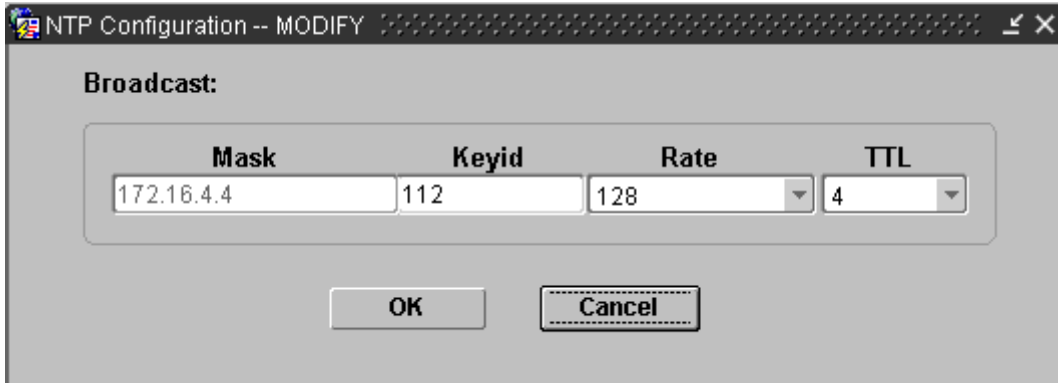 NTP Configuration -- MODIFY
Broadcast:
Mask Keyid Rate TTL
172.16.4.4 112 128 4
OK Cancel